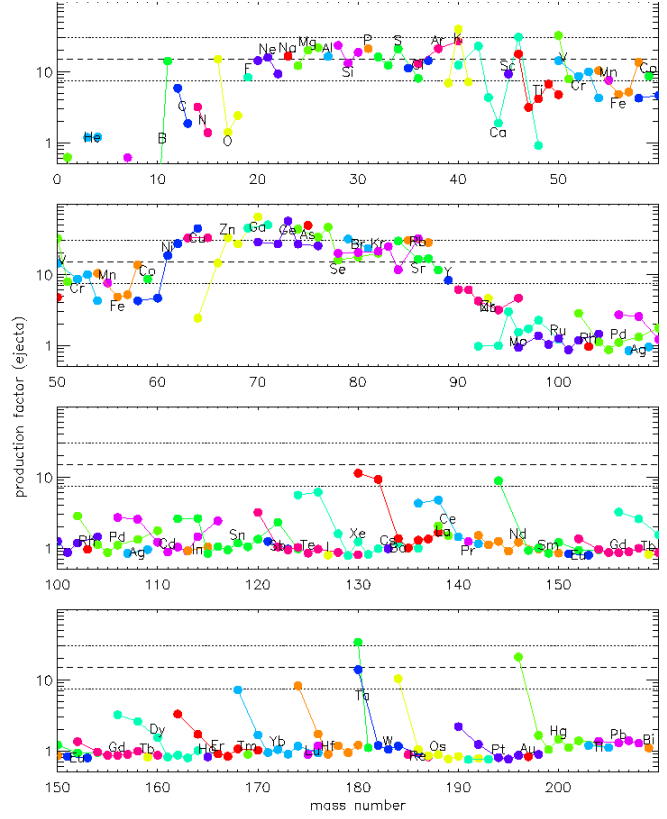 10
1
He
B
C
N
O
F
Ne
Na
Mg
Al
Si
P
S
Cl
Ar
K
Ca
Sc
Ti
V
Cr
Mn
Fe
Co
0 10 20 30 40 50
10
1
V
Cr
Mn
Fe
Co
Ni
Cu
Zn
Ga
Ge
As
Se
Br
Kr
Rb
Sr
Y
Zr
Mo
Ru
Rh
Pd
Ag
50 60 70 80 90 100
production factor (ejecta)
10
1
Rh
Pd
Ag
Cd
In
Sn
Sb
Te
I
Xe
Cs
Ba
La
Ce
Pr
Nd
Sm
Eu
Gd
Tb
100 110 120 130 140 150
10
1
Eu
Gd
Tb
Dy
Ho
Er
Tm
Yb
Lu
Hf
Ta
W
Re
Os
Ir
Pt
Au
Hg
Tl
Pb
Bi
150 160 170 180 190 200
mass number